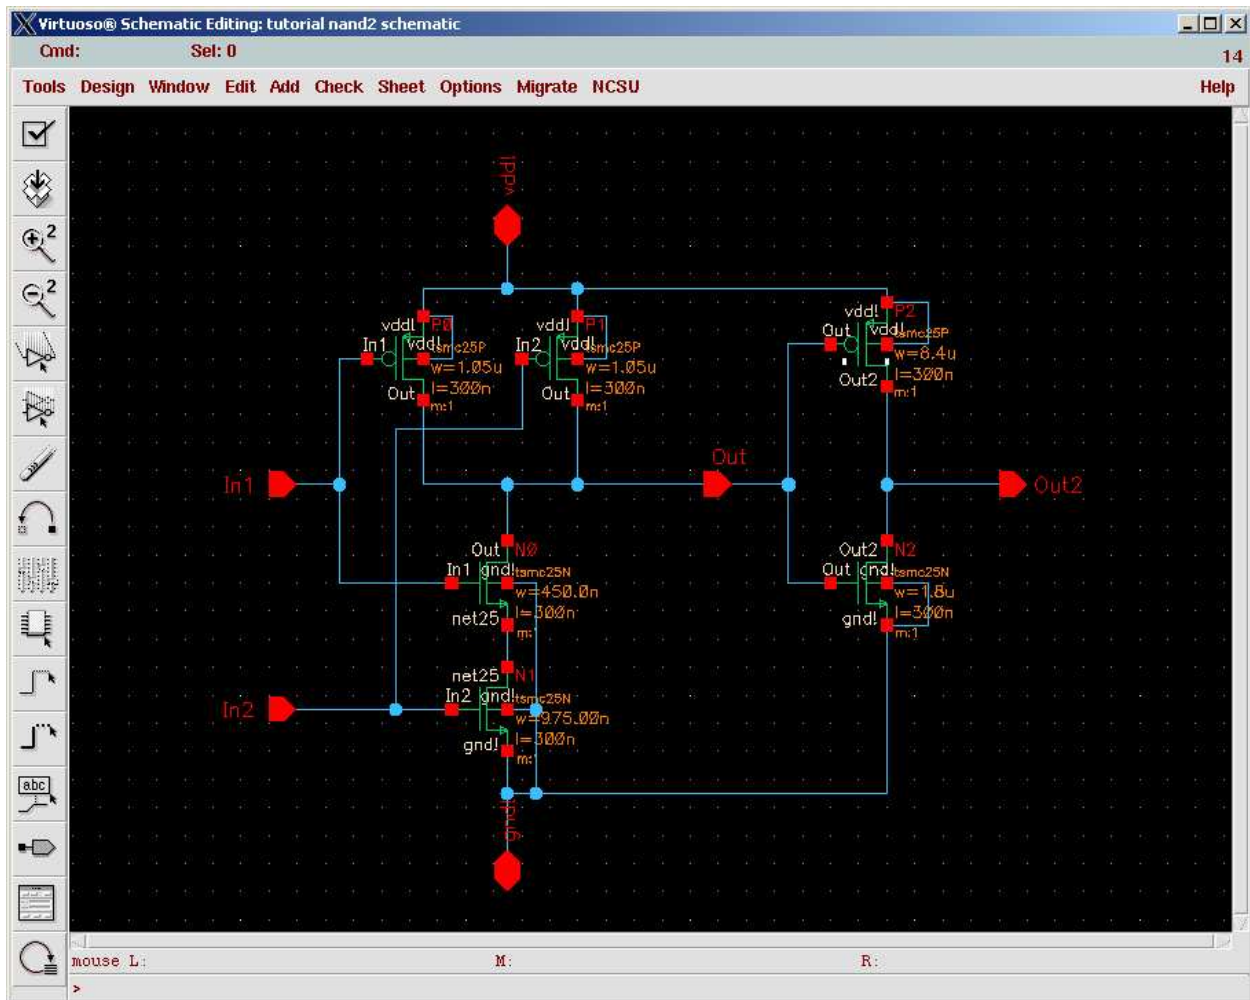 Virtuoso® Schematic Editing: tutorial nand2 schematic
Cmd: Sel: 0
14
Tools Design Window Edit Add Check Sheet Options Migrate NCSU Help
2
2
abc
vdd!
vdd! P0
In1 vdd! tsmc25P
w=1.05u
l=300n
Out
m:1
vdd! P1
In2 vdd! tsmc25P
w=1.05u
l=300n
Out
m:1
vdd! P2
Out vdd! tsmc25P
w=8.4u
l=300n
Out2
m:1
In1
Out
Out2
Out N0
In1 gnd! tsmc25N
w=450.0n
l=300n
net25
m:1
Out2 N2
Out gnd! tsmc25N
w=1.8u
l=300n
gnd!
m:1
net25 N1
In2
In2 gnd! tsmc25N
w=975.00n
l=300n
gnd!
m:1
gnd!
mouse L: M: R:
>